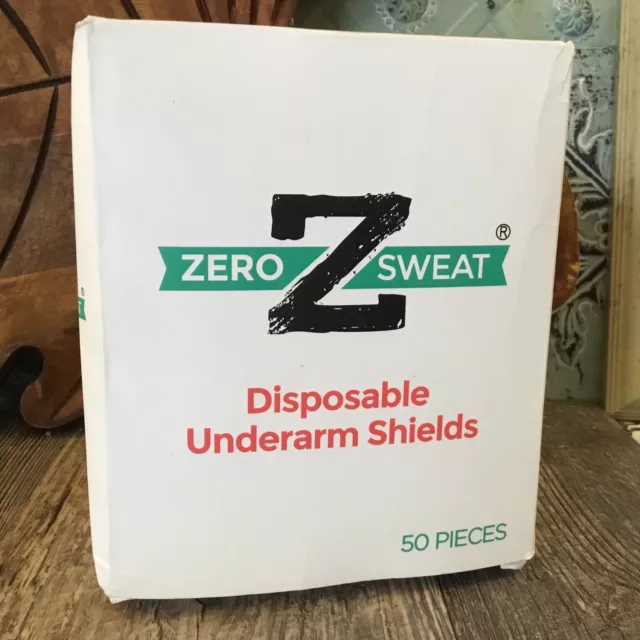 ®
ZERO Z SWEAT
Disposable
Underarm Shields
50 PIECES